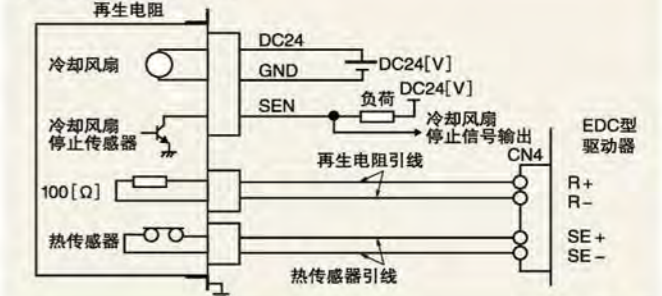 再生电阻
冷却风扇
DC24
GND
DC24[V]
DC24[V]
SEN
负荷
冷却风扇
停止传感器
冷却风扇
停止信号输出
EDC型
驱动器
CN4
再生电阻引线
100[Ω]
R+
R-
热传感器
SE+
SE-
热传感器引线